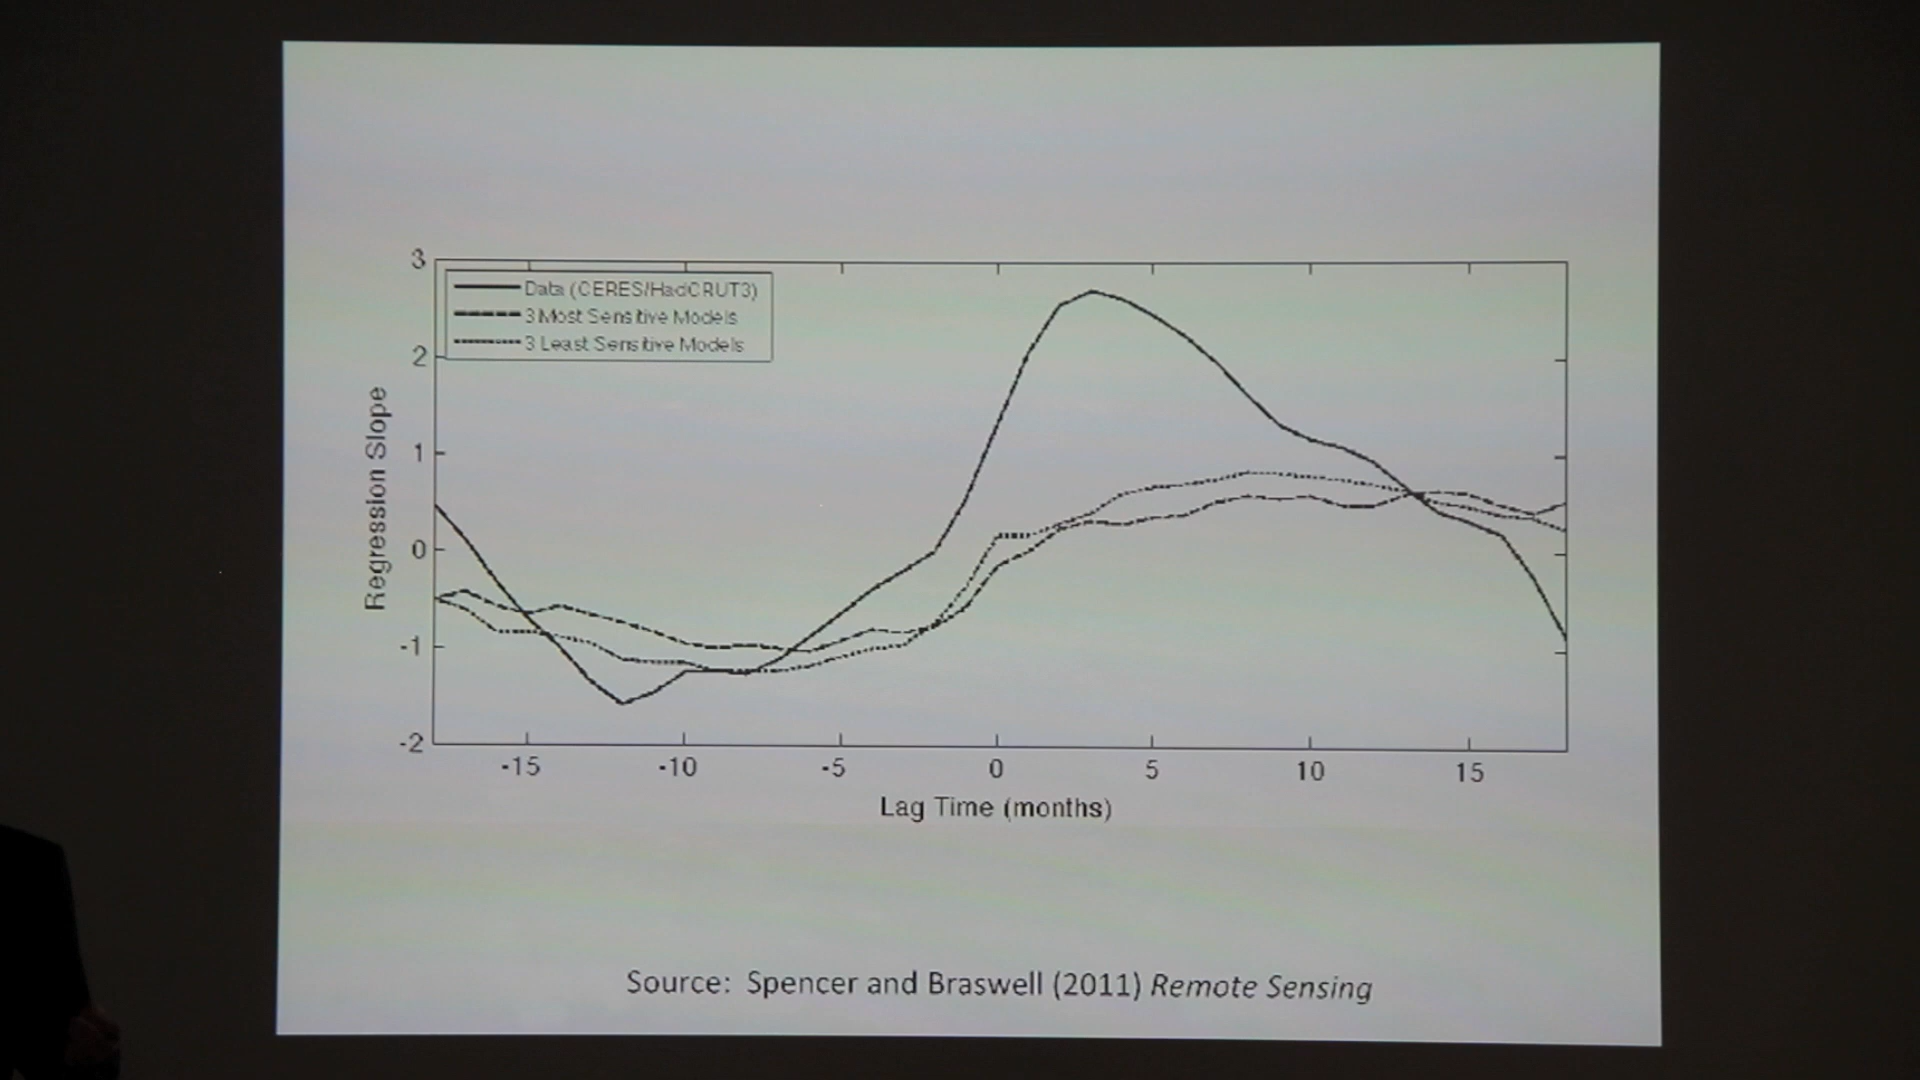 3
Data (CERES/HadCRUT3)
3 Most Sensitive Models
3 Least Sensitive Models
2
1
0
-1
-2
Regression Slope
-15 -10 -5 0 5 10 15
Lag Time (months)
Source: Spencer and Braswell (2011) Remote Sensing